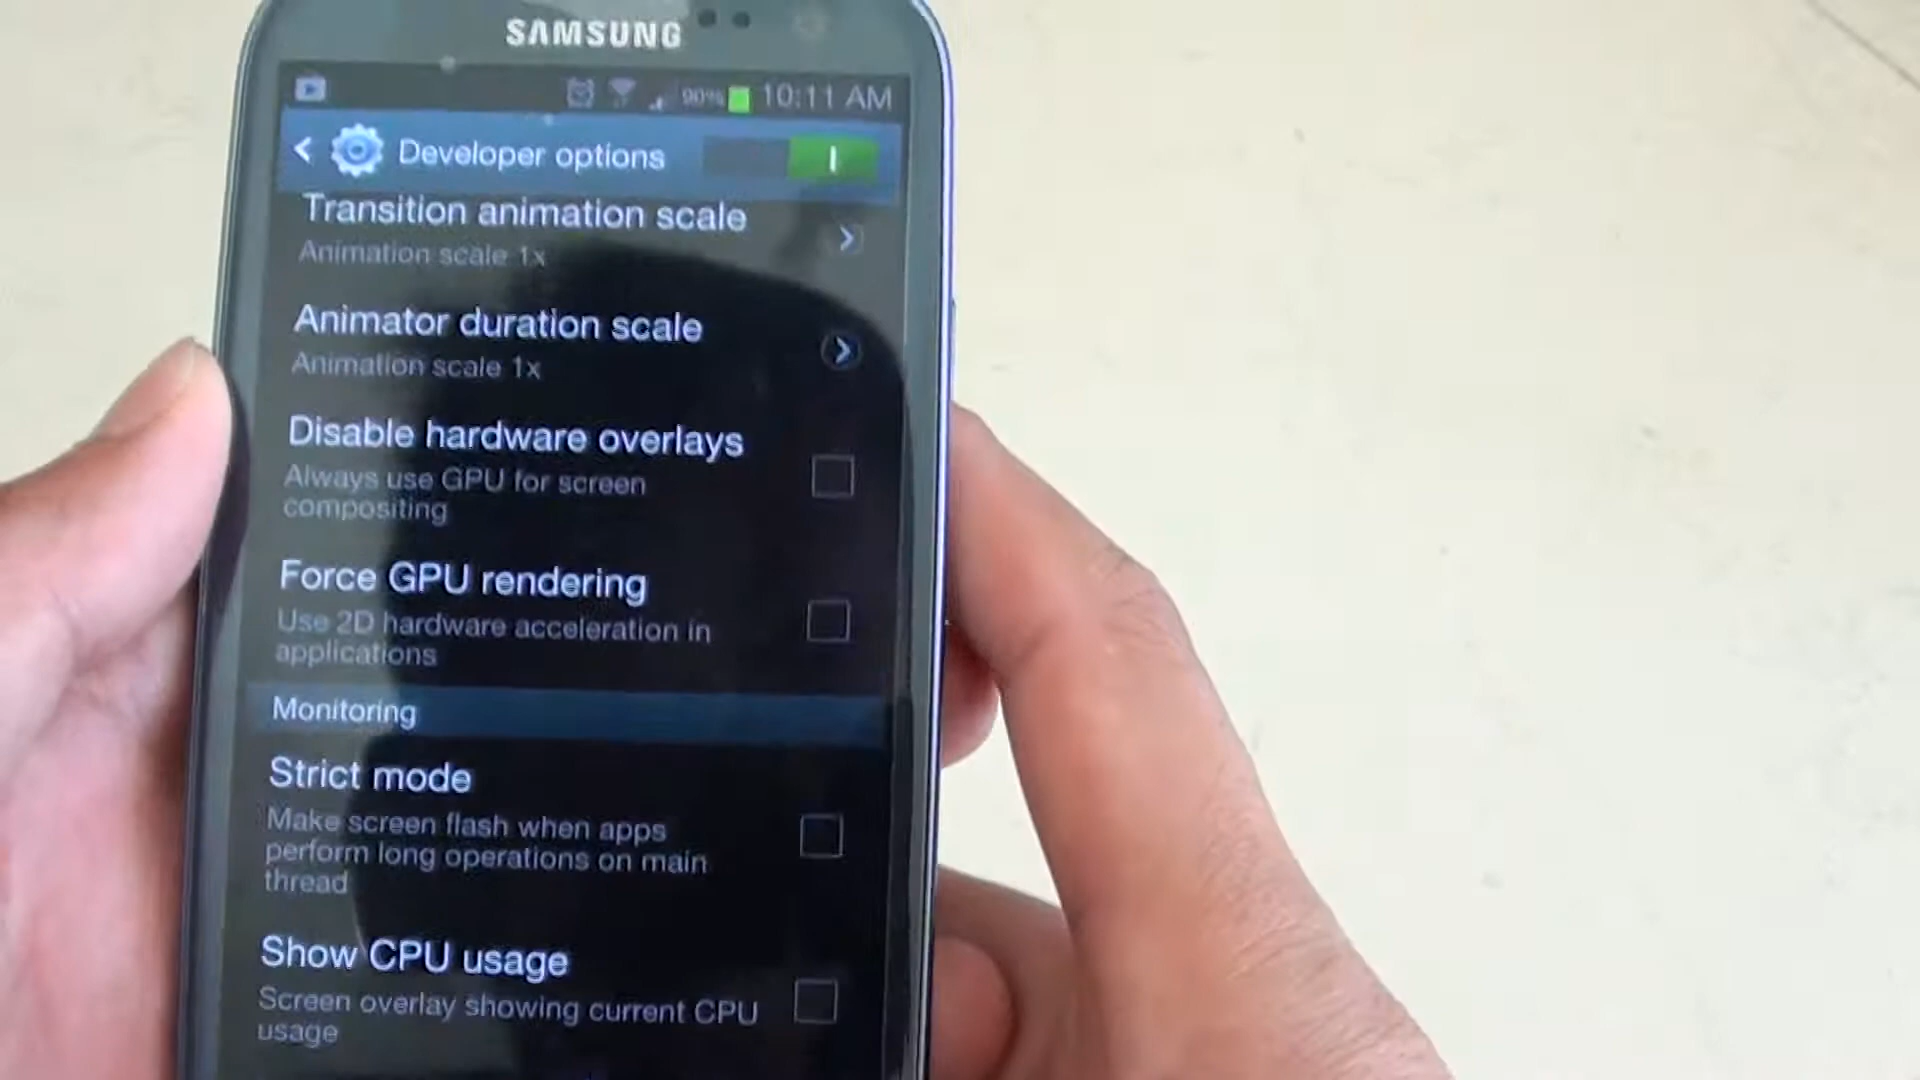 SAMSUNG
90% 10:11 AM
Developer options
Transition animation scale
Animation scale 1x
Animator duration scale
Animation scale 1x
Disable hardware overlays
Always use GPU for screen
compositing
Force GPU rendering
Use 2D hardware acceleration in
applications
Monitoring
Strict mode
Make screen flash when apps
perform long operations on main
thread
Show CPU usage
Screen overlay showing current CPU
usage